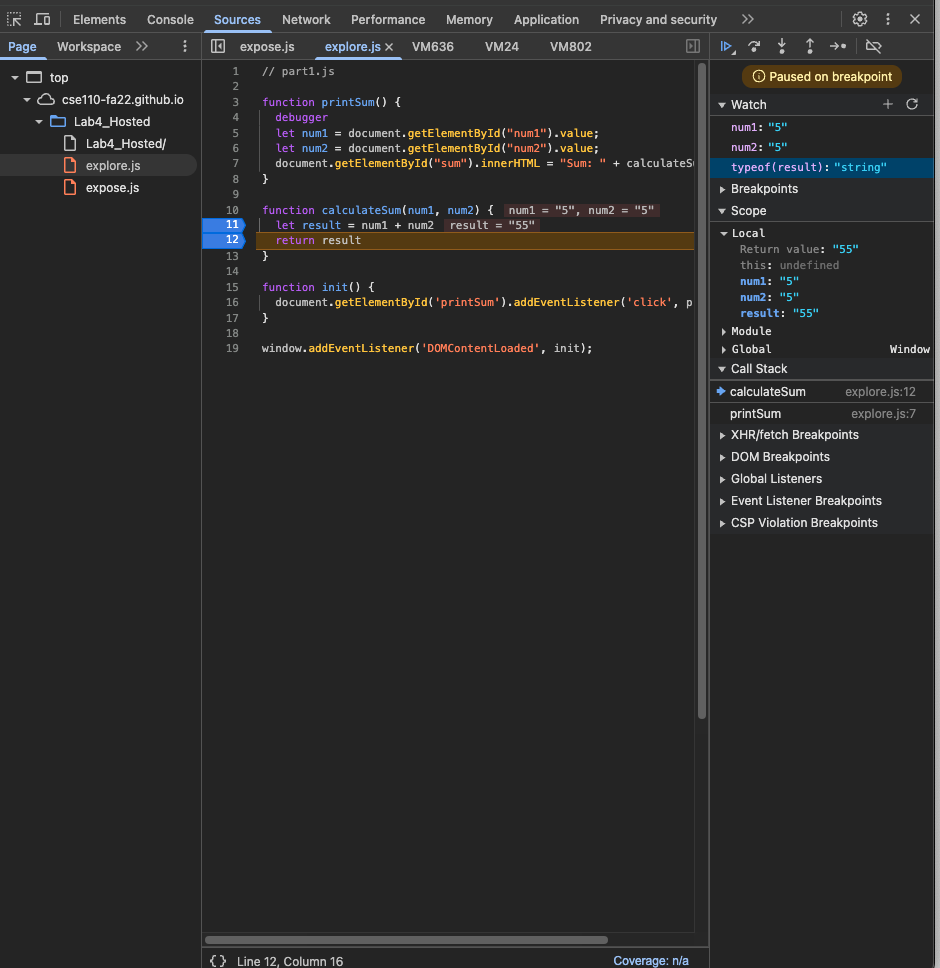 Elements Console Sources Network Performance Memory Application Privacy and security
Page Workspace
top
cse110-fa22.github.io
Lab4_Hosted
Lab4_Hosted/
explore.js
expose.js
expose.js explore.js VM636 VM24 VM802
1 // part1.js
2
3 function printSum() {
4 debugger
5 let num1 = document.getElementById("num1").value;
6 let num2 = document.getElementById("num2").value;
7 document.getElementById("sum").innerHTML = "Sum: " + calculateS
8 }
9
10 function calculateSum(num1, num2) { num1 = "5", num2 = "5"
11 let result = num1 + num2 result = "55"
12 return result
13 }
14
15 function init() {
16 document.getElementById('printSum').addEventListener('click', p
17 }
18
19 window.addEventListener('DOMContentLoaded', init);
{ } Line 12, Column 16 Coverage: n/a
Paused on breakpoint
Watch
num1: "5"
num2: "5"
typeof(result): "string"
Breakpoints
Scope
Local
Return value: "55"
this: undefined
num1: "5"
num2: "5"
result: "55"
Module
Global Window
Call Stack
calculateSum explore.js:12
printSum explore.js:7
XHR/fetch Breakpoints
DOM Breakpoints
Global Listeners
Event Listener Breakpoints
CSP Violation Breakpoints